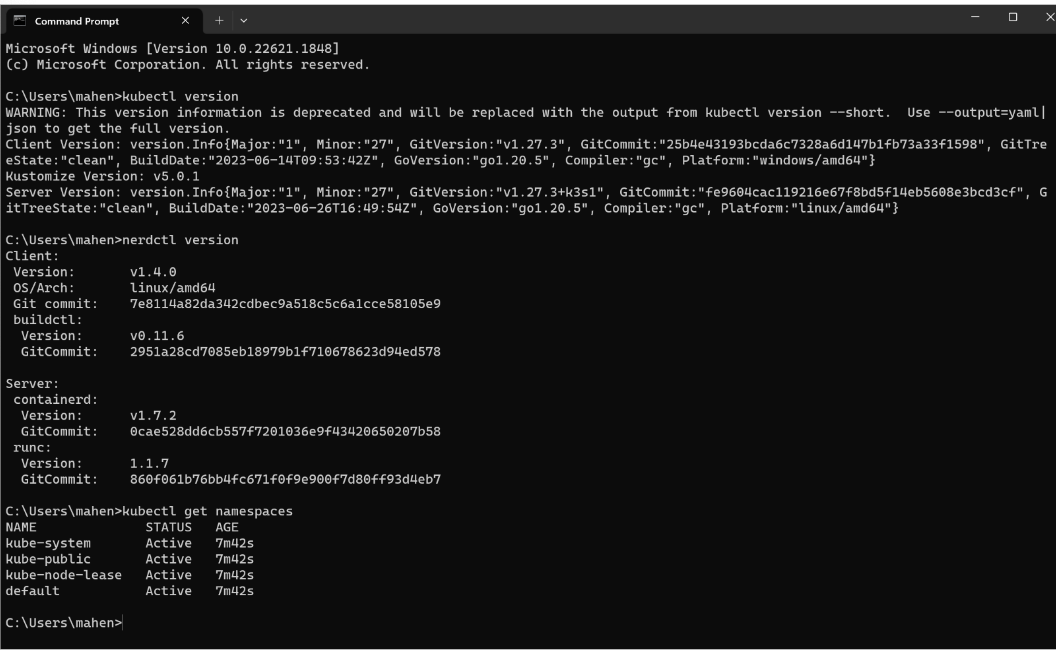 Command Prompt
Microsoft Windows [Version 10.0.22621.1848]
(c) Microsoft Corporation. All rights reserved.
C:\Users\mahen>kubectl version
WARNING: This version information is deprecated and will be replaced with the output from kubectl version --short.  Use --output=yaml|
json to get the full version.
Client Version: version.Info{Major:"1", Minor:"27", GitVersion:"v1.27.3", GitCommit:"25b4e43193bcda6c7328a6d147b1fb73a33f1598", GitTre
eState:"clean", BuildDate:"2023-06-14T09:53:42Z", GoVersion:"go1.20.5", Compiler:"gc", Platform:"windows/amd64"}
Kustomize Version: v5.0.1
Server Version: version.Info{Major:"1", Minor:"27", GitVersion:"v1.27.3+k3s1", GitCommit:"fe9604cac119216e67f8bd5f14eb5608e3bcd3cf", G
itTreeState:"clean", BuildDate:"2023-06-26T16:49:54Z", GoVersion:"go1.20.5", Compiler:"gc", Platform:"linux/amd64"}
C:\Users\mahen>nerdctl version
Client:
 Version:       v1.4.0
 OS/Arch:       linux/amd64
 Git commit:    7e8114a82da342cdbec9a518c5c6a1cce58105e9
 buildctl:
  Version:      v0.11.6
  GitCommit:    2951a28cd7085eb18979b1f710678623d94ed578
Server:
 containerd:
  Version:      v1.7.2
  GitCommit:    0cae528dd6cb557f7201036e9f43420650207b58
 runc:
  Version:      1.1.7
  GitCommit:    860f061b76bb4fc671f0f9e900f7d80ff93d4eb7
C:\Users\mahen>kubectl get namespaces
NAME              STATUS   AGE
kube-system       Active   7m42s
kube-public       Active   7m42s
kube-node-lease   Active   7m42s
default           Active   7m42s
C:\Users\mahen>